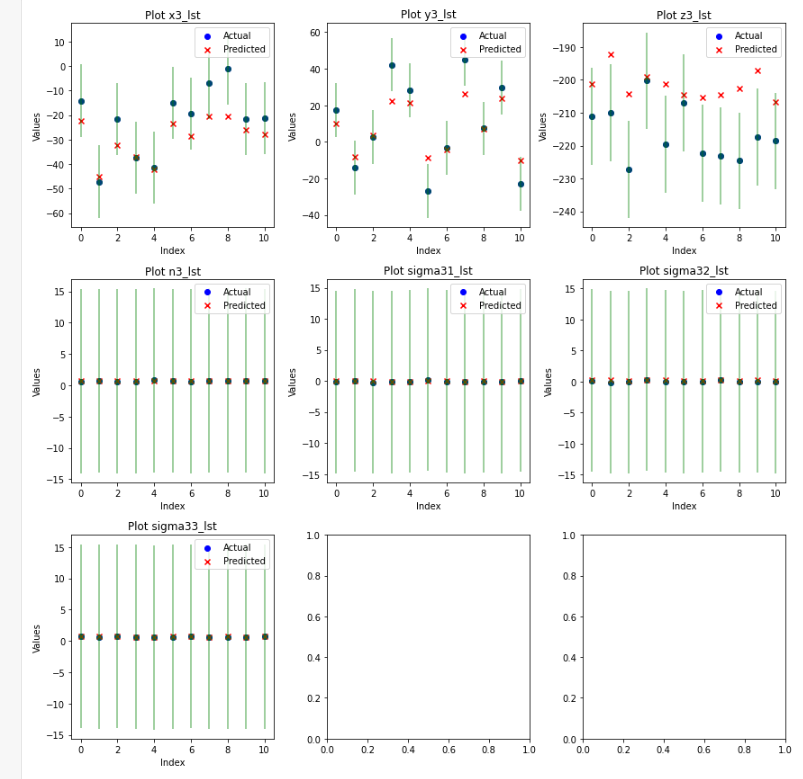 Plot x3_lst
Actual
Predicted
10
0
−10
−20
−30
−40
−50
−60
Values
0 2 4 6 8 10
Index
Plot y3_lst
Actual
Predicted
60
40
20
0
−20
−40
Values
0 2 4 6 8 10
Index
Plot z3_lst
Actual
Predicted
−190
−200
−210
−220
−230
−240
Values
0 2 4 6 8 10
Index
Plot n3_lst
Actual
Predicted
15
10
5
0
−5
−10
−15
Values
0 2 4 6 8 10
Index
Plot sigma31_lst
Actual
Predicted
15
10
5
0
−5
−10
−15
Values
0 2 4 6 8 10
Index
Plot sigma32_lst
Actual
Predicted
15
10
5
0
−5
−10
−15
Values
0 2 4 6 8 10
Index
Plot sigma33_lst
Actual
Predicted
15
10
5
0
−5
−10
−15
Values
0 2 4 6 8 10
Index
1.0
0.8
0.6
0.4
0.2
0.0
0.0 0.2 0.4 0.6 0.8 1.0
1.0
0.8
0.6
0.4
0.2
0.0
0.0 0.2 0.4 0.6 0.8 1.0